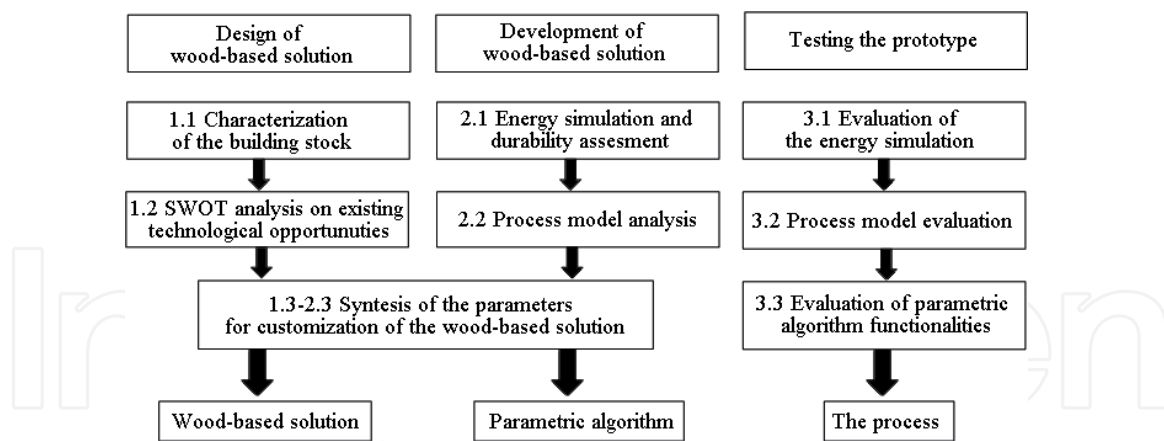 Design of
wood-based solution
Development of
wood-based solution
Testing the prototype
1.1 Characterization
of the building stock
2.1 Energy simulation and
durability assesment
3.1 Evaluation of
the energy simulation
1.2 SWOT analysis on existing
technological opportunuties
2.2 Process model analysis
3.2 Process model evaluation
1.3-2.3 Syntesis of the parameters
for customization of the wood-based solution
3.3 Evaluation of parametric
algorithm functionalities
Wood-based solution
Parametric algorithm
The process